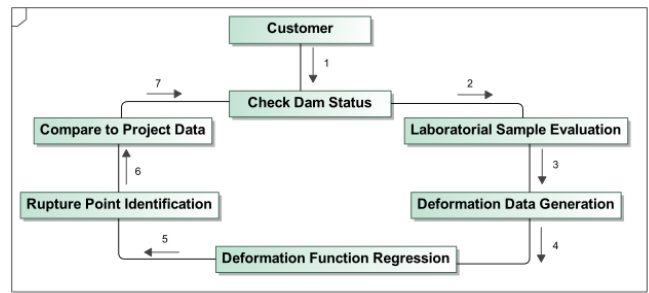 Customer
1
7
2
Check Dam Status
Compare to Project Data
Laboratorial Sample Evaluation
6
3
Rupture Point Identification
Deformation Data Generation
5
4
Deformation Function Regression